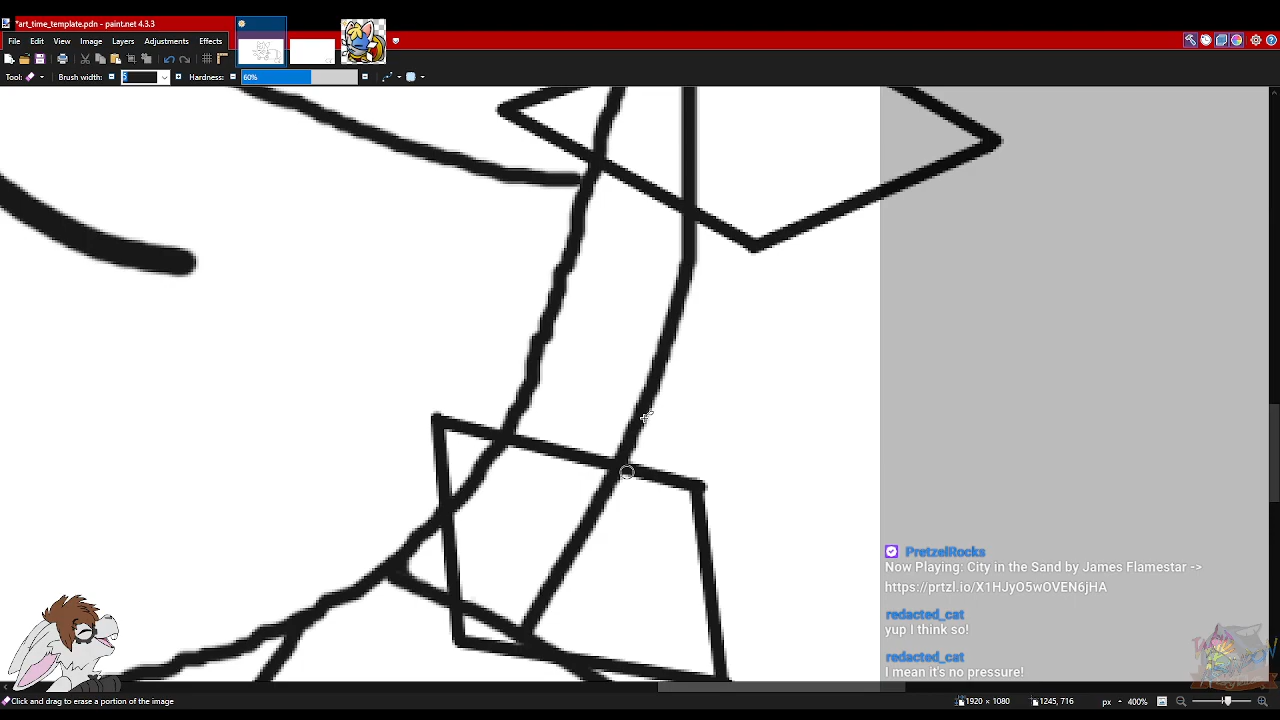 *art_time_template.pdn - paint.net 4.3.3
File Edit View Image Layers Adjustments Effects
Tool: Brush width: 5 Hardness: 60%
PretzelRocks
Now Playing: City in the Sand by James Flamestar ->
https://prtzl.io/X1HJyO5wOVEN6jHA
redacted_cat
yup I think so!
redacted_cat
I mean it's no pressure!
Click and drag to erase a portion of the image
1920 × 1080 1245, 716 px 400%